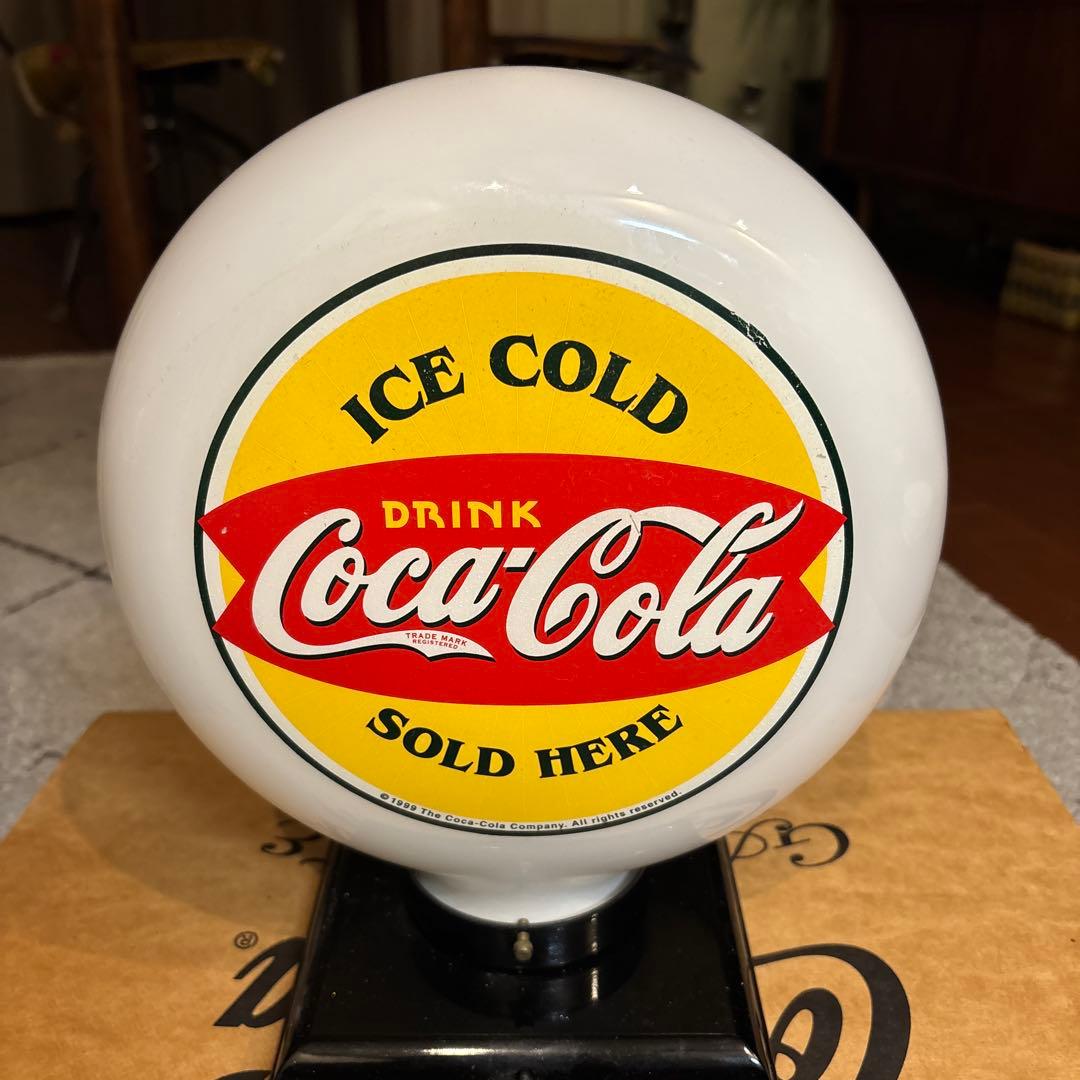 ICE COLD
DRINK
Coca-Cola
TRADE MARK
REGISTERED
SOLD HERE
©1999 The Coca-Cola Company. All rights reserved.